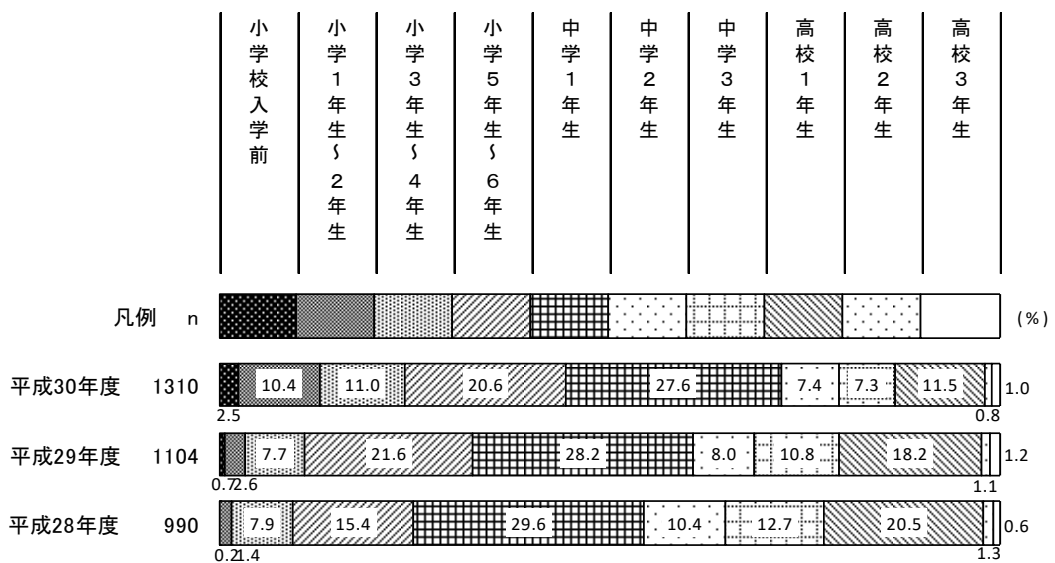 小学校入学前
小学1年生~2年生
小学3年生~4年生
小学5年生~6年生
中学1年生
中学2年生
中学3年生
高校1年生
高校2年生
高校3年生
凡例 n (%)
平成30年度 1310 10.4 11.0 20.6 27.6 7.4 7.3 11.5 1.0
2.5 0.8
平成29年度 1104 7.7 21.6 28.2 8.0 10.8 18.2 1.2
0.7 2.6 1.1
平成28年度 990 7.9 15.4 29.6 10.4 12.7 20.5 0.6
0.2 1.4 1.3